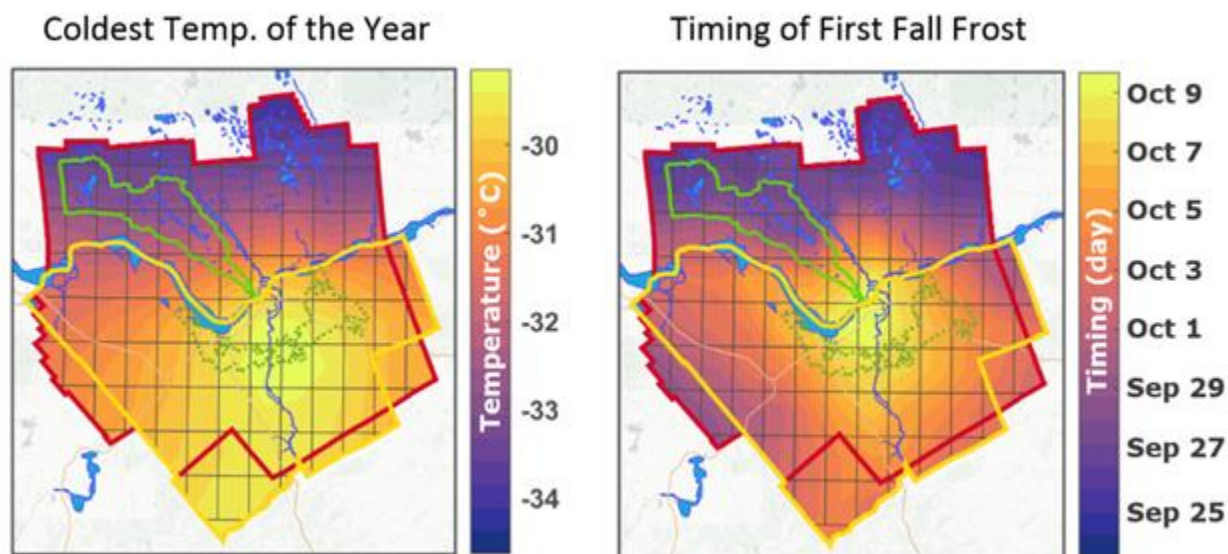 Coldest Temp. of the Year
-30
-31
-32
-33
-34
Temperature (°C)
Timing of First Fall Frost
Oct 9
Oct 7
Oct 5
Oct 3
Oct 1
Sep 29
Sep 27
Sep 25
Timing (day)